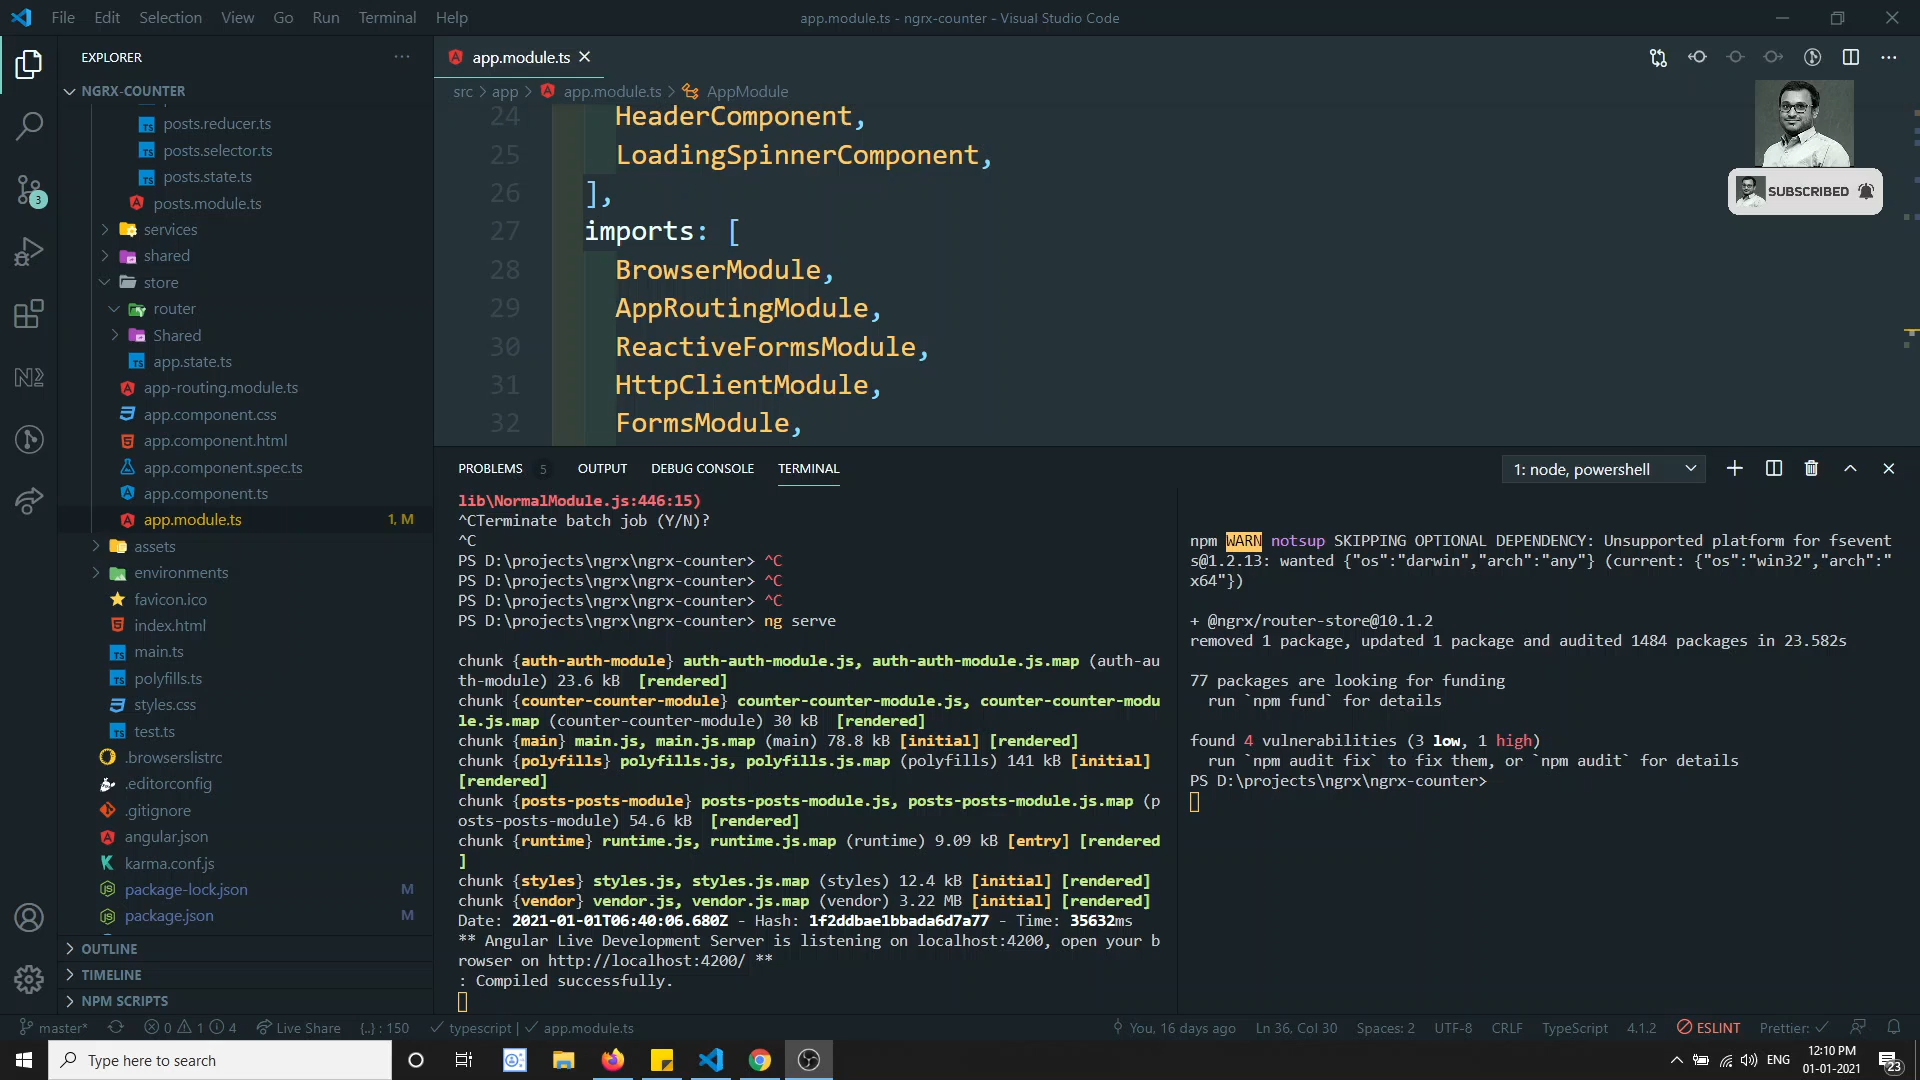 File Edit Selection View Go Run Terminal Help
app.module.ts - ngrx-counter - Visual Studio Code
EXPLORER
NGRX-COUNTER
posts.reducer.ts
posts.selector.ts
posts.state.ts
posts.module.ts
services
shared
store
router
Shared
app.state.ts
app-routing.module.ts
app.component.css
app.component.html
app.component.spec.ts
app.component.ts
app.module.ts 1, M
assets
environments
favicon.ico
index.html
main.ts
polyfills.ts
styles.css
test.ts
.browserslistrc
.editorconfig
.gitignore
angular.json
karma.conf.js
package-lock.json M
package.json M
OUTLINE
TIMELINE
NPM SCRIPTS
3
app.module.ts
src > app > app.module.ts > AppModule
24 HeaderComponent,
25 LoadingSpinnerComponent,
26 ],
27 imports: [
28 BrowserModule,
29 AppRoutingModule,
30 ReactiveFormsModule,
31 HttpClientModule,
32 FormsModule,
SUBSCRIBED
PROBLEMS 5 OUTPUT DEBUG CONSOLE TERMINAL
1: node, powershell
lib\NormalModule.js:446:15)
^CTerminate batch job (Y/N)?
^C
PS D:\projects\ngrx\ngrx-counter> ^C
PS D:\projects\ngrx\ngrx-counter> ^C
PS D:\projects\ngrx\ngrx-counter> ^C
PS D:\projects\ngrx\ngrx-counter> ng serve
chunk {auth-auth-module} auth-auth-module.js, auth-auth-module.js.map (auth-au
th-module) 23.6 kB [rendered]
chunk {counter-counter-module} counter-counter-module.js, counter-counter-modu
le.js.map (counter-counter-module) 30 kB [rendered]
chunk {main} main.js, main.js.map (main) 78.8 kB [initial] [rendered]
chunk {polyfills} polyfills.js, polyfills.js.map (polyfills) 141 kB [initial]
[rendered]
chunk {posts-posts-module} posts-posts-module.js, posts-posts-module.js.map (p
osts-posts-module) 54.6 kB [rendered]
chunk {runtime} runtime.js, runtime.js.map (runtime) 9.09 kB [entry] [rendered
]
chunk {styles} styles.js, styles.js.map (styles) 12.4 kB [initial] [rendered]
chunk {vendor} vendor.js, vendor.js.map (vendor) 3.22 MB [initial] [rendered]
Date: 2021-01-01T06:40:06.680Z - Hash: 1f2ddbae1bbada6d7a77 - Time: 35632ms
** Angular Live Development Server is listening on localhost:4200, open your b
rowser on http://localhost:4200/ **
: Compiled successfully.
npm WARN notsup SKIPPING OPTIONAL DEPENDENCY: Unsupported platform for fsevent
s@1.2.13: wanted {"os":"darwin","arch":"any"} (current: {"os":"win32","arch":"
x64"})
+ @ngrx/router-store@10.1.2
removed 1 package, updated 1 package and audited 1484 packages in 23.582s
77 packages are looking for funding
run `npm fund` for details
found 4 vulnerabilities (3 low, 1 high)
run `npm audit fix` to fix them, or `npm audit` for details
PS D:\projects\ngrx\ngrx-counter>
master* 0 1 4 Live Share {..} : 150 typescript | app.module.ts
You, 16 days ago Ln 36, Col 30 Spaces: 2 UTF-8 CRLF TypeScript 4.1.2 ESLINT Prettier:
Type here to search
ENG
12:10 PM
01-01-2021
23